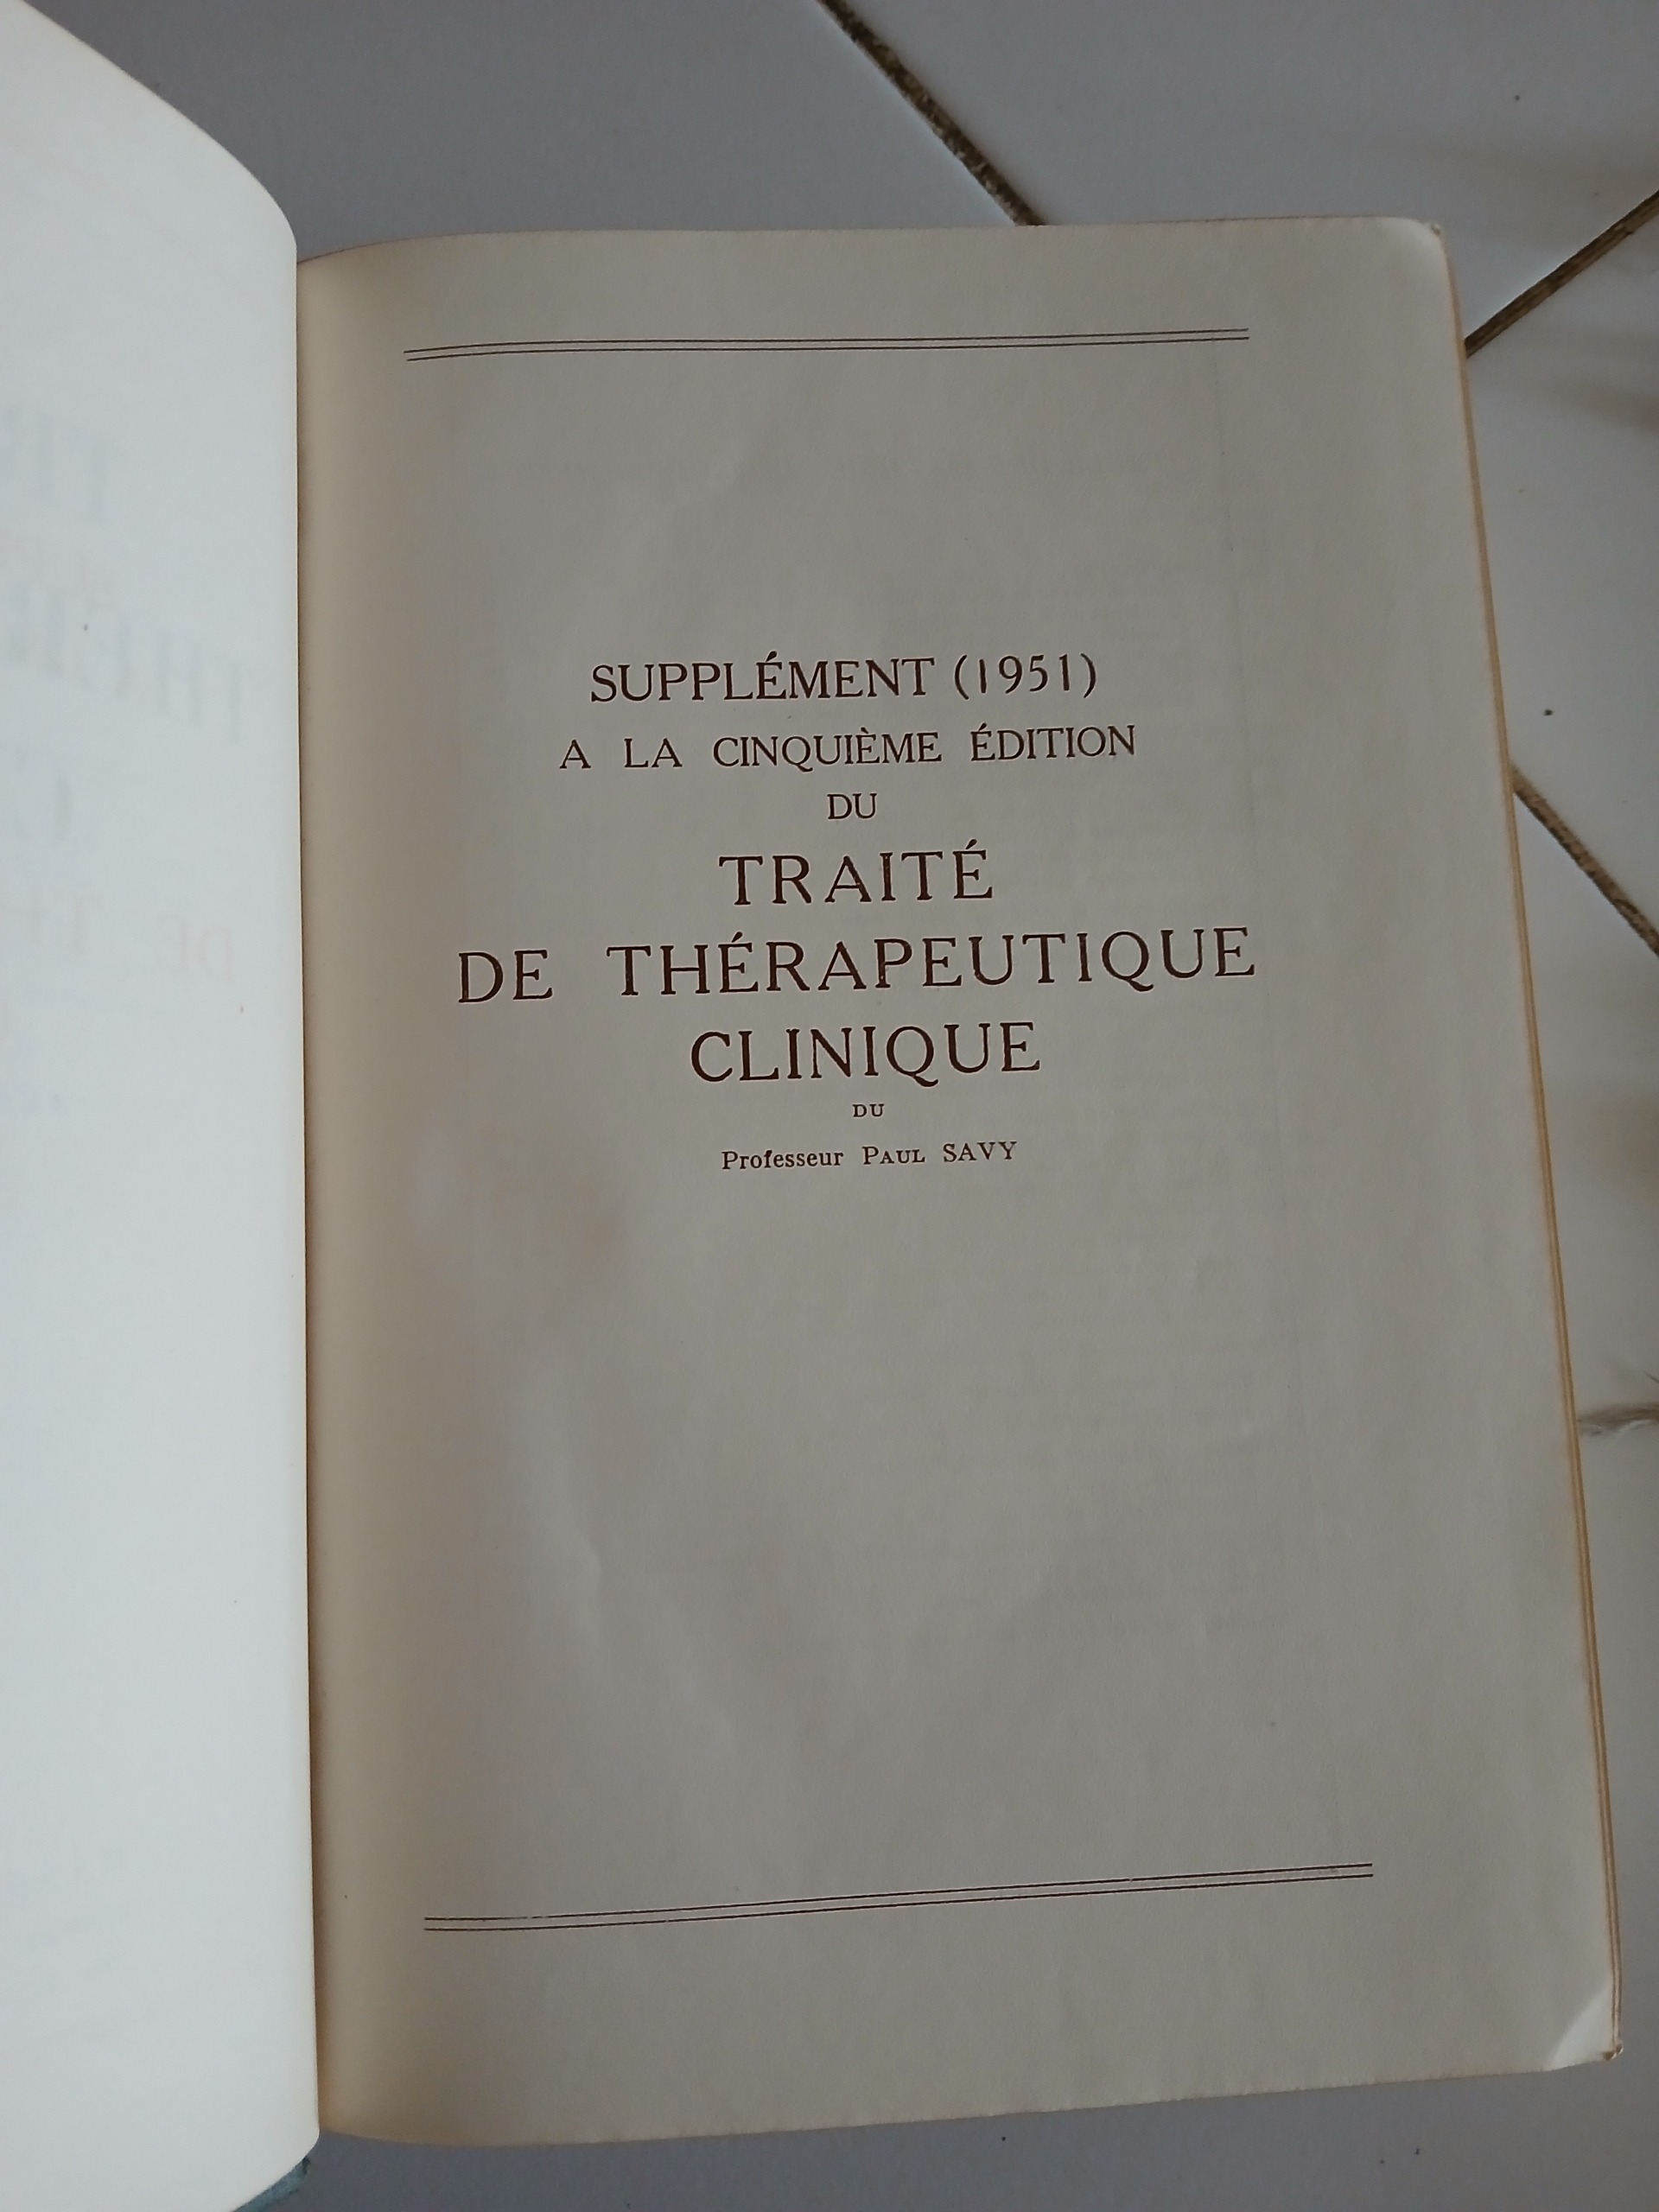 SUPPLÉMENT (1951)
A LA CINQUIÈME ÉDITION
DU
TRAITÉ
DE THÉRAPEUTIQUE
CLINIQUE
DU
Professeur PAUL SAVY